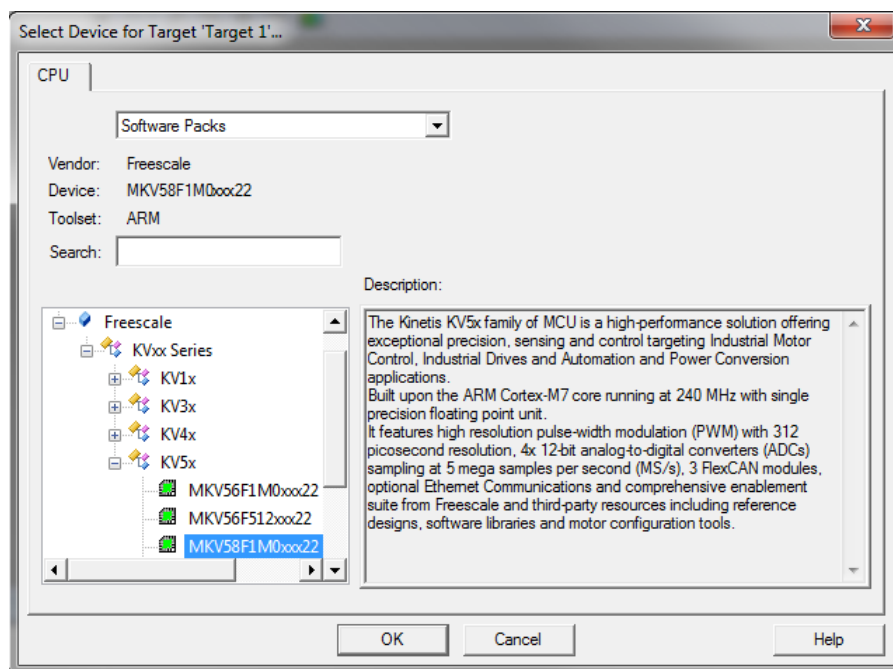 Select Device for Target 'Target 1'...
CPU
Software Packs
Vendor: Freescale
Device: MKV58F1M0xxx22
Toolset: ARM
Search:
Description:
Freescale
KVxx Series
KV1x
KV3x
KV4x
KV5x
MKV56F1M0xxx22
MKV56F512xxx22
MKV58F1M0xxx22
The Kinetis KV5x family of MCU is a high-performance solution offering
exceptional precision, sensing and control targeting Industrial Motor
Control, Industrial Drives and Automation and Power Conversion
applications.
Built upon the ARM Cortex-M7 core running at 240 MHz with single
precision floating point unit.
It features high resolution pulse-width modulation (PWM) with 312
picosecond resolution, 4x 12-bit analog-to-digital converters (ADCs)
sampling at 5 mega samples per second (MS/s), 3 FlexCAN modules,
optional Ethernet Communications and comprehensive enablement
suite from Freescale and third-party resources including reference
designs, software libraries and motor configuration tools.
OK
Cancel
Help